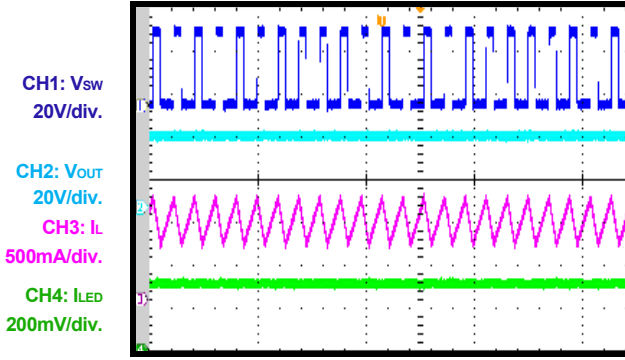 CH1: VSW
20V/div.
CH2: VOUT
20V/div.
CH3: IL
500mA/div.
CH4: ILED
200mV/div.